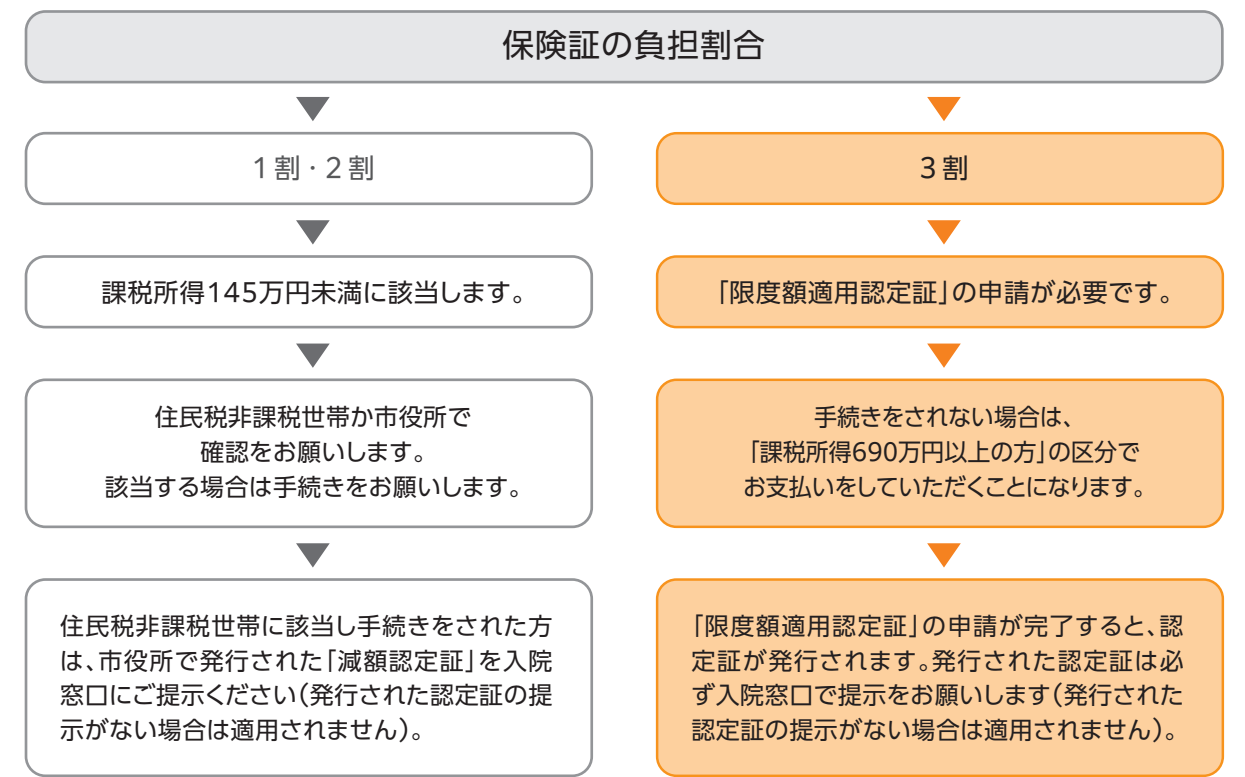 保険証の負担割合
1割・2割
課税所得145万円未満に該当します。
住民税非課税世帯か市役所で
確認をお願いします。
該当する場合は手続きをお願いします。
住民税非課税世帯に該当し手続きをされた方
は、市役所で発行された「減額認定証」を入院
窓口にご提示ください(発行された認定証の提
示がない場合は適用されません)。
3割
「限度額適用認定証」の申請が必要です。
手続きをされない場合は、
「課税所得690万円以上の方」の区分で
お支払いをしていただくことになります。
「限度額適用認定証」の申請が完了すると、認
定証が発行されます。発行された認定証は必
ず入院窓口で提示をお願いします(発行された
認定証の提示がない場合は適用されません)。